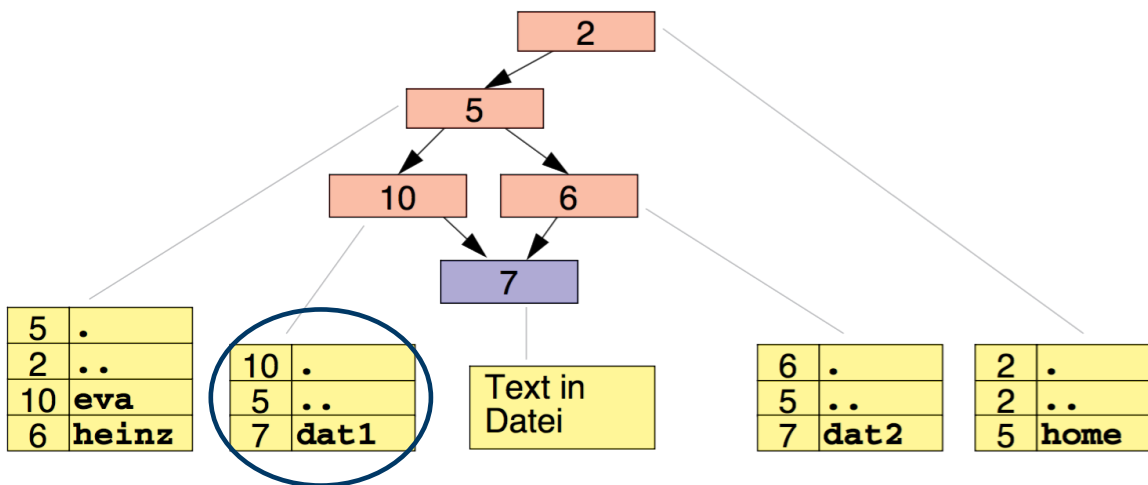 2
5
10 6
7
5 .
2 ..
10 eva
6 heinz
10 .
5 ..
7 dat1
Text in
Datei
6 .
5 ..
7 dat2
2 .
2 ..
5 home